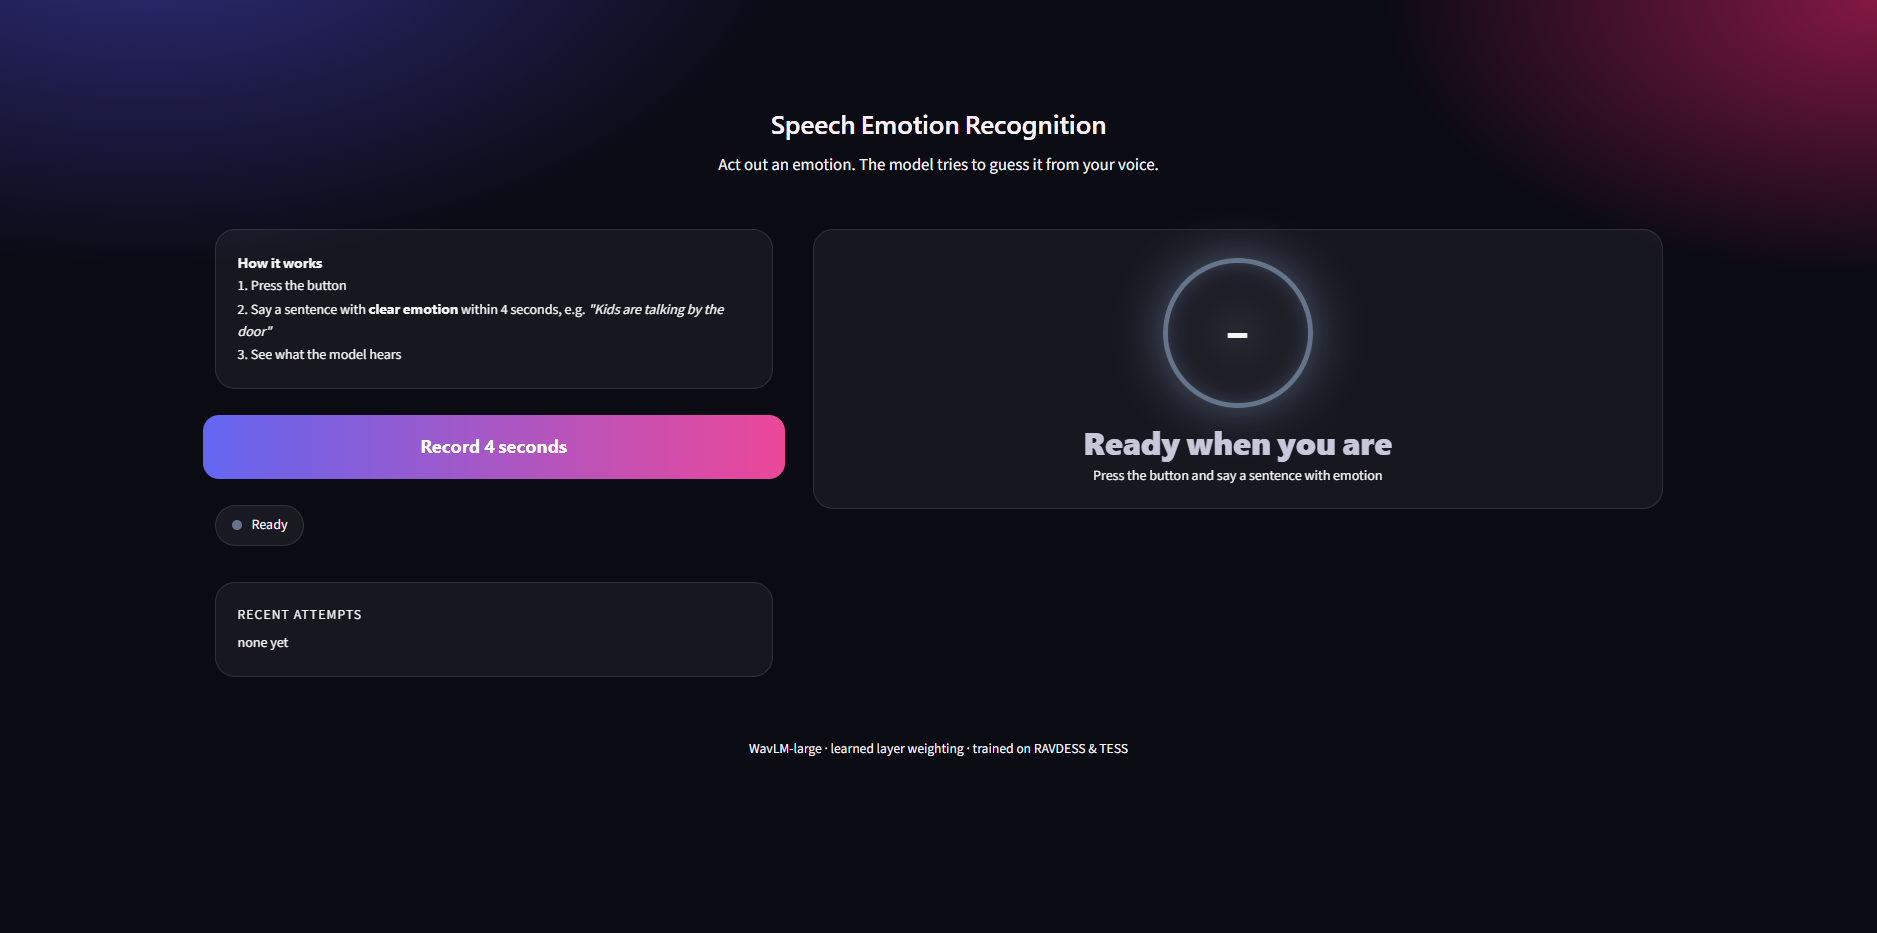 Speech Emotion Recognition
Act out an emotion. The model tries to guess it from your voice.
How it works
1. Press the button
2. Say a sentence with clear emotion within 4 seconds, e.g. "Kids are talking by the
door"
3. See what the model hears
Record 4 seconds
Ready
RECENT ATTEMPTS
none yet
–
Ready when you are
Press the button and say a sentence with emotion
WavLM-large · learned layer weighting · trained on RAVDESS & TESS